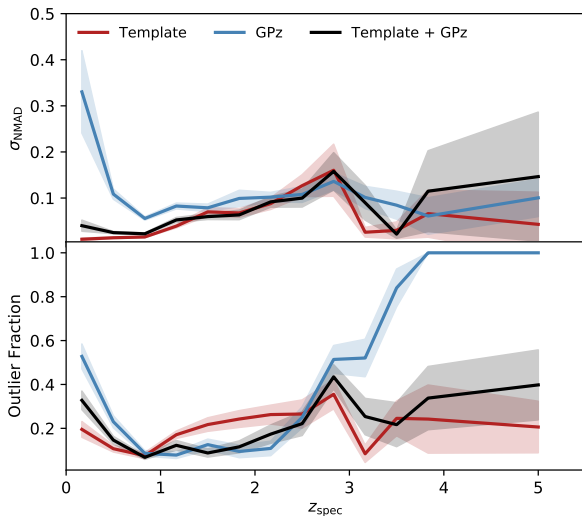 0.5
Template GPz Template + GPz
0.4
0.3
σNMAD
0.2
0.1
1.0
0.8
Outlier Fraction
0.6
0.4
0.2
0 1 2 3 4 5
zspec